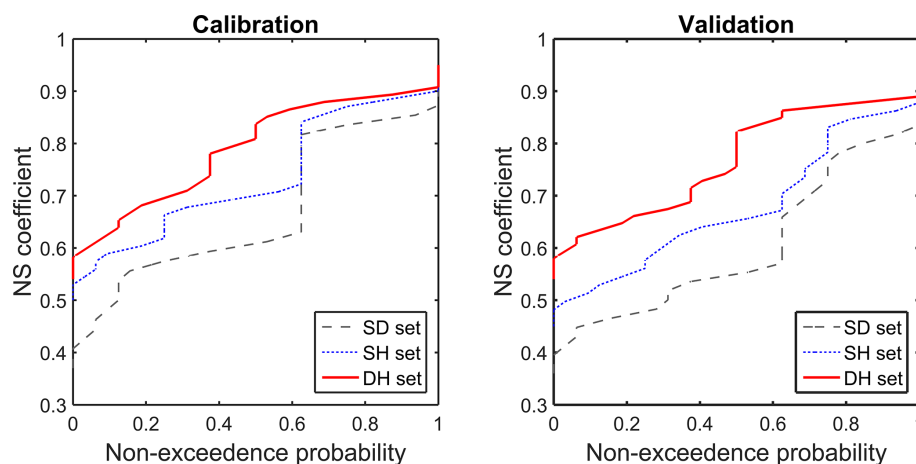 Calibration
NS coefficient
1
0.9
0.8
0.7
0.6
0.5
0.4
0.3
0
0.2
0.4
0.6
0.8
1
Non-exceedence probability
SD set
SH set
DH set
Validation
NS coefficient
1
0.9
0.8
0.7
0.6
0.5
0.4
0.3
0
0.2
0.4
0.6
0.8
1
Non-exceedence probability
SD set
SH set
DH set